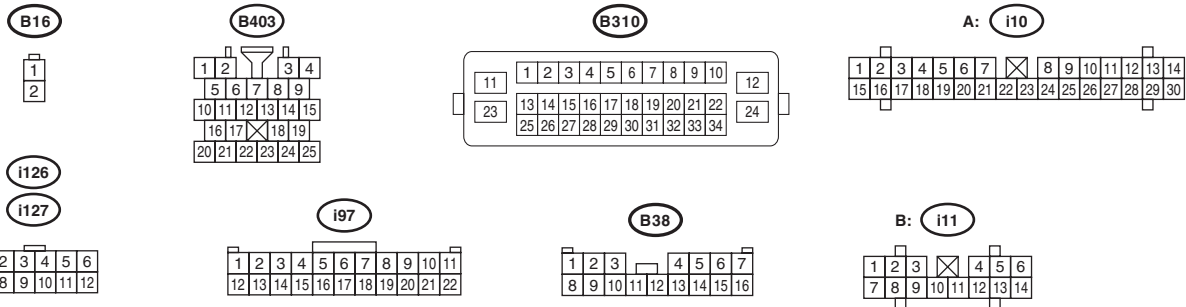 B16
B403
B310
A: i10
1
2
1 2 3 4
5 6 7 8 9
10 11 12 13 14 15
16 17 18 19
20 21 22 23 24 25
11 1 2 3 4 5 6 7 8 9 10 12
23 13 14 15 16 17 18 19 20 21 22 24
25 26 27 28 29 30 31 32 33 34
1 2 3 4 5 6 7 8 9 10 11 12 13 14
15 16 17 18 19 20 21 22 23 24 25 26 27 28 29 30
i126
i127
i97
B38
B: i11
2 3 4 5 6
8 9 10 11 12
1 2 3 4 5 6 7 8 9 10 11
12 13 14 15 16 17 18 19 20 21 22
1 2 3 4 5 6 7
8 9 10 11 12 13 14 15 16
1 2 3 4 5 6
7 8 9 10 11 12 13 14